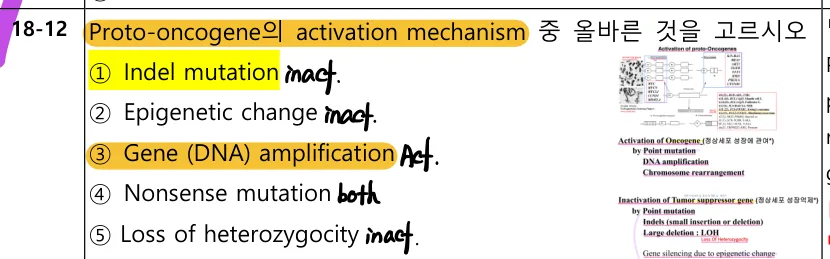 18-12
Proto-oncogene의 activation mechanism 중 올바른 것을 고르시오
① Indel mutation inact.
② Epigenetic change inact.
③ Gene (DNA) amplification Act.
④ Nonsense mutation both
⑤ Loss of heterozygocity inact.
Activation of proto-Oncogenes
Activation of Oncogene (정상세포 성장에 관여*)
by Point mutation
DNA amplification
Chromosome rearrangement
Inactivation of Tumor suppressor gene (정상세포 성장억제*)
by Point mutation
Indels (small insertion or deletion)
Large deletion : LOH
Loss Of Heterozygocity
Gene silencing due to epigenetic change